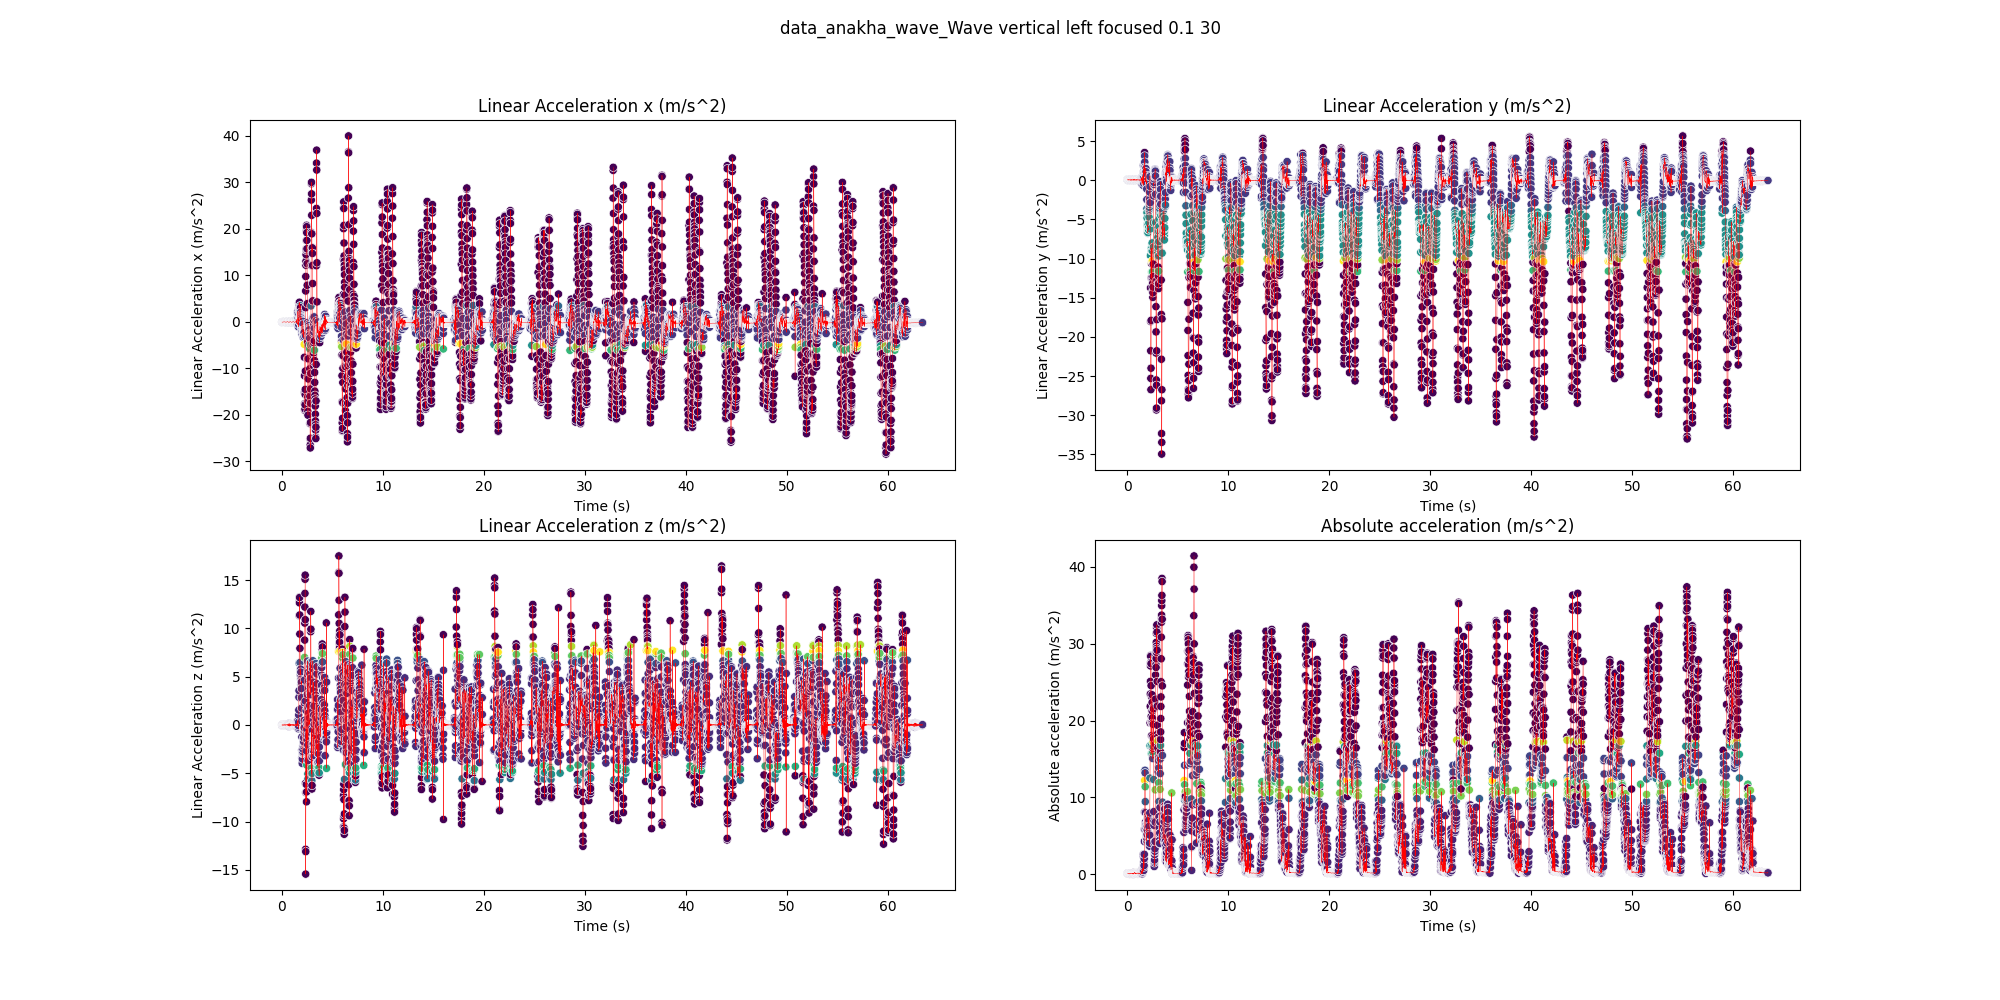 data_anakha_wave_Wave vertical left focused 0.1 30
Linear Acceleration x (m/s^2)
Linear Acceleration x (m/s^2)
40
30
20
10
0
−10
−20
−30
0 10 20 30 40 50 60
Time (s)
Linear Acceleration y (m/s^2)
Linear Acceleration y (m/s^2)
5
0
−5
−10
−15
−20
−25
−30
−35
0 10 20 30 40 50 60
Time (s)
Linear Acceleration z (m/s^2)
Linear Acceleration z (m/s^2)
15
10
5
0
−5
−10
−15
0 10 20 30 40 50 60
Time (s)
Absolute acceleration (m/s^2)
Absolute acceleration (m/s^2)
40
30
20
10
0
0 10 20 30 40 50 60
Time (s)